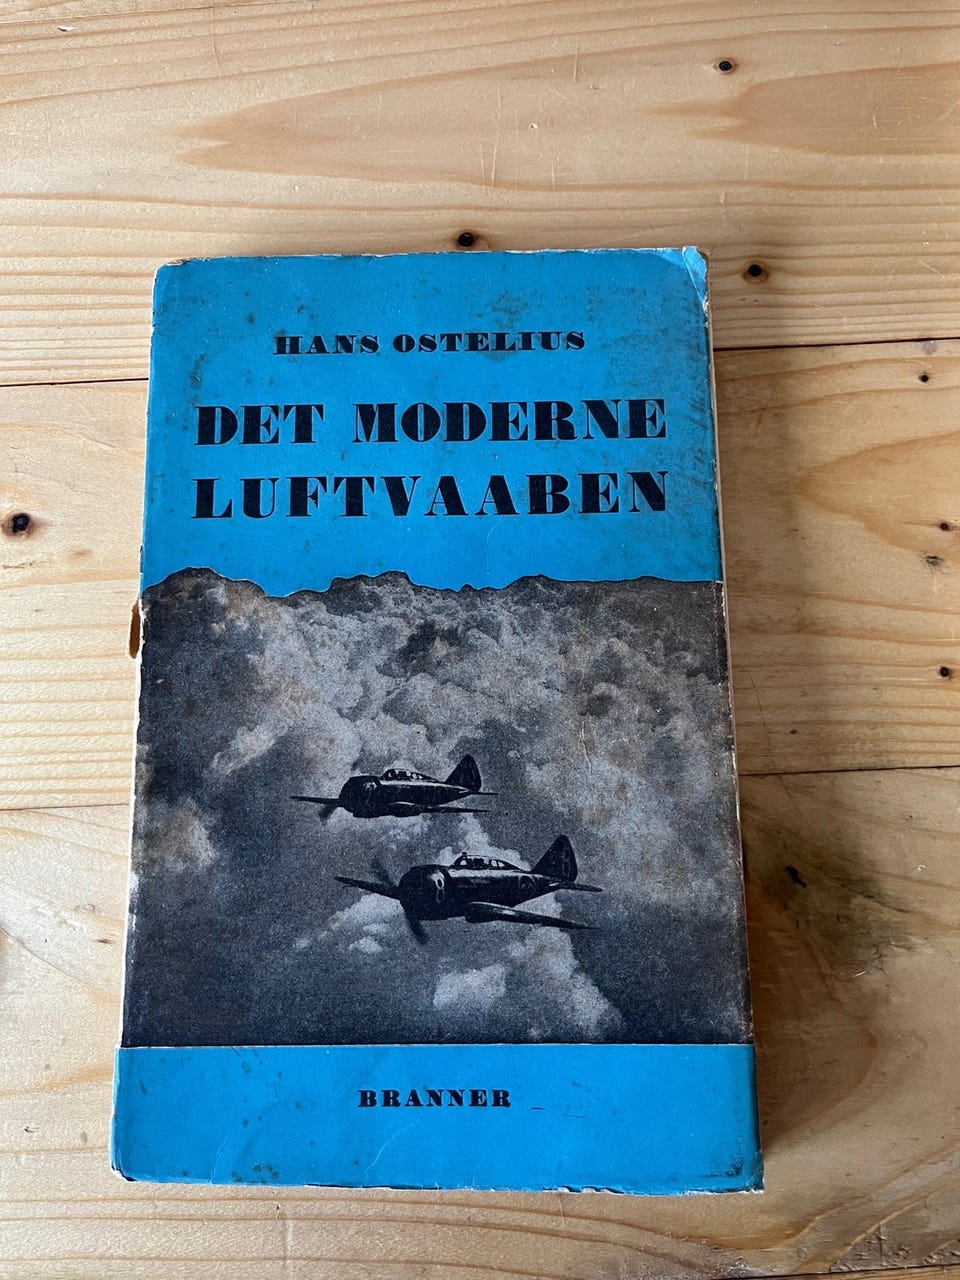 HANS OSTELIUS
DET MODERNE
LUFTVAABEN
BRANNER